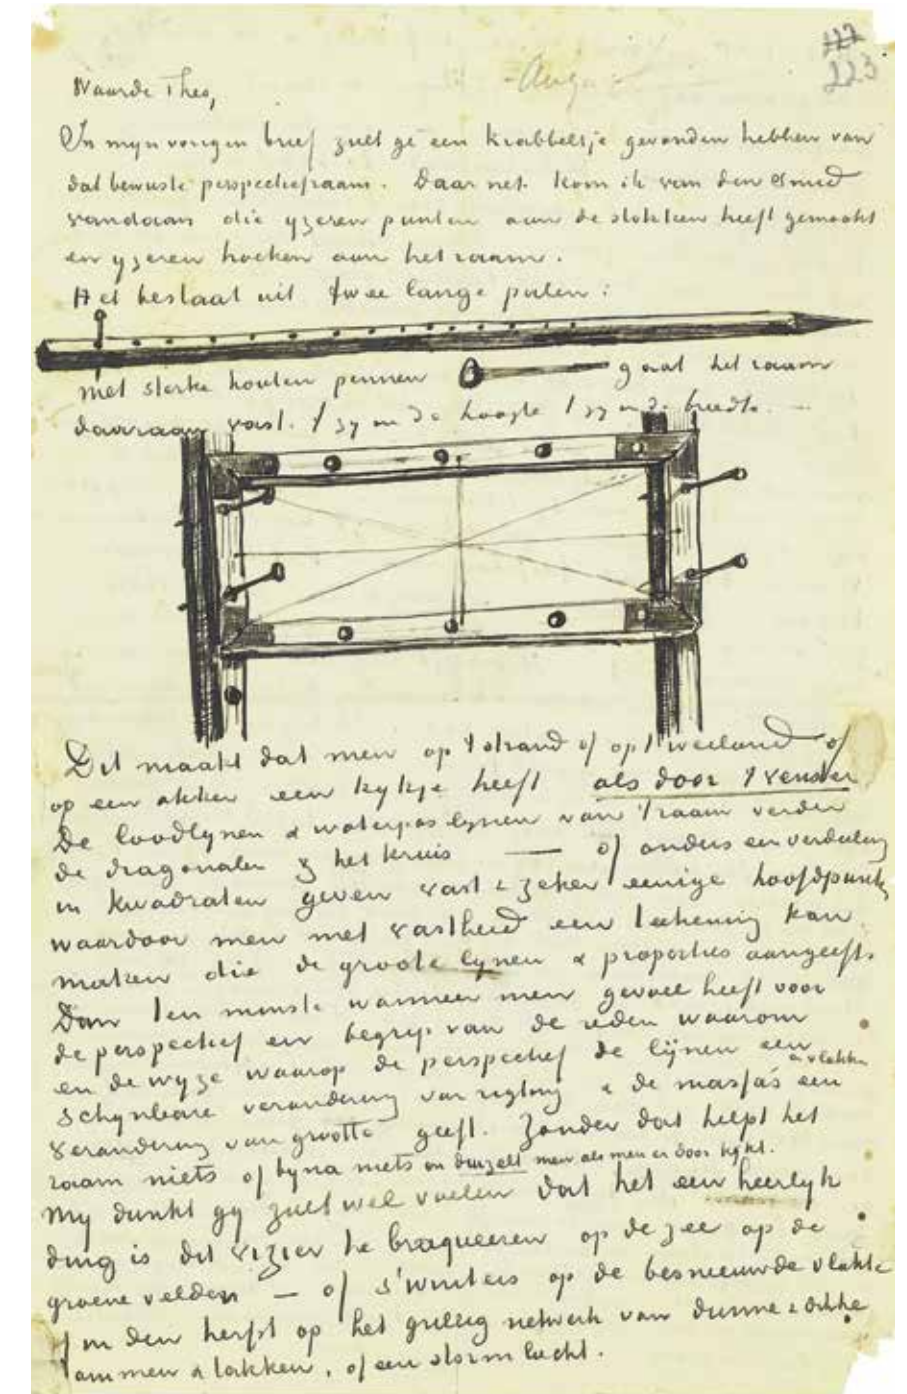 223
Waarde Theo,
In myn vorigen brief zult ge een krabbeltje gevonden hebben van
dat bewuste perspectiefraam. Daar net kom ik van den smid
vandaan die yzeren punten aan de stokken heeft gemaakt
en yzeren hoeken aan het raam.
Het bestaat uit twee lange palen:
met sterke houten pennen gaat het raam
daaraan vast. 't zy in de hoogte 't zy in de breedte. —
Dit maakt dat men op 't strand of op 't weiland of
op een akker een kykje heeft als door 't venster
De loodlynen & waterpaslynen van 't raam verder
de diagonalen & het kruis — of anders een verdeeling
in kwadraten geven vast & zeker eenige hoofdpunten
waardoor men met vastheid een teekening kan
maken die de groote lynen & proporties aangeeft.
Dan ten minste wanneer men gevoel heeft voor
de perspectief en begrip van de reden waarom
en de wyze waarop de perspectief de lijnen een
schynbare verandering van rigting & de massa's & vlakken een
verandering van grootte geeft. Zonder dat helpt het
raam niets of byna niets en duizelt men als men er door kykt.
My dunkt gy zult wel voelen dat het een heerlyk
ding is dit vizier te braqueeren op de zee op de
groene velden — of s'winters op de besneeuwde vlakte
of in den herfst op het grillig netwerk van dunne & dikke
stammen & takken, of een stormlucht.